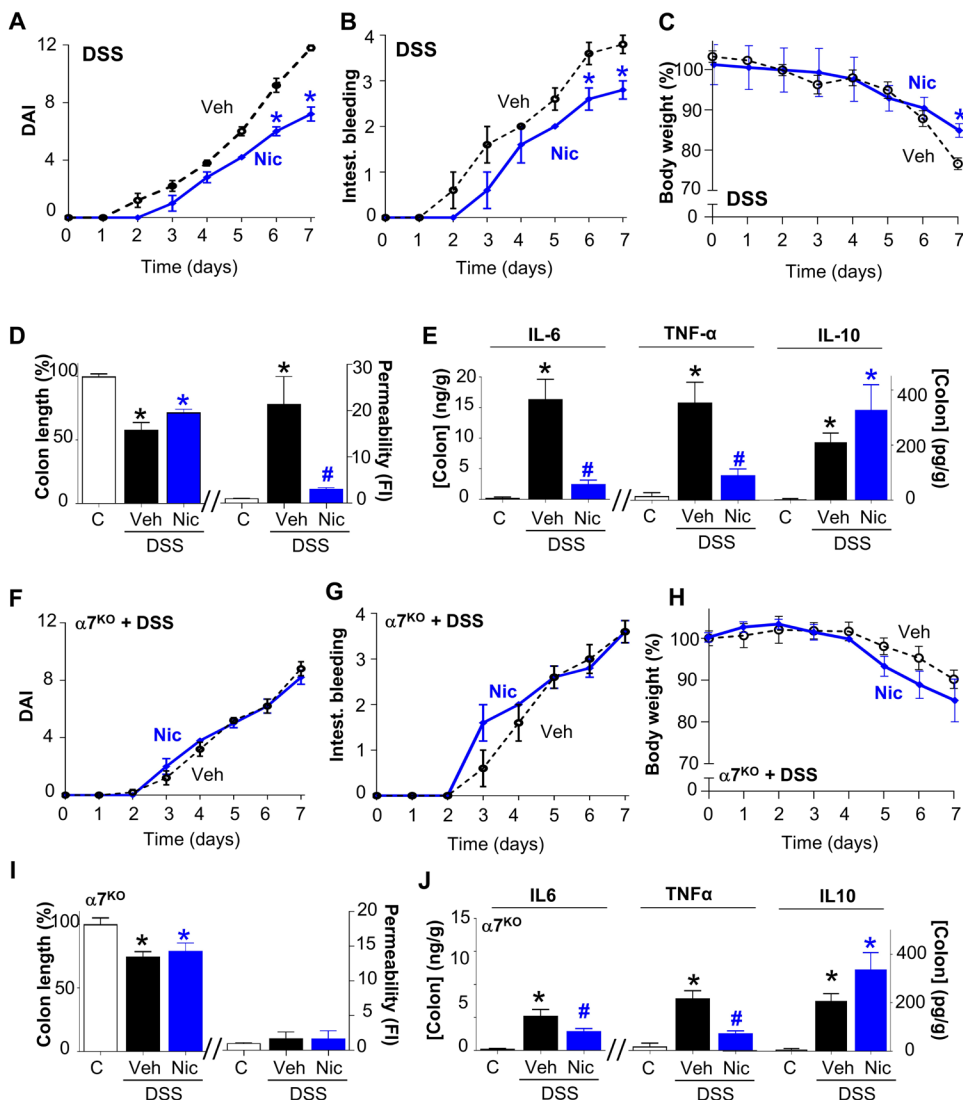 A
DSS
DAI
12
8
4
0
Veh
Nic
*
*
0 1 2 3 4 5 6 7
Time (days)
B
DSS
Intest. bleeding
4
3
2
1
0
Veh
Nic
*
*
0 1 2 3 4 5 6 7
Time (days)
C
Body weight (%)
100
90
80
70
Nic
*
Veh
DSS
0 1 2 3 4 5 6 7
Time (days)
D
Colon length (%)
100
50
0
*
*
*
#
30
20
10
0
Permeability (FI)
C Veh Nic C Veh Nic
DSS DSS
E
IL-6 TNF-α IL-10
[Colon] (ng/g)
20
15
10
5
0
*
#
*
#
*
*
400
200
0
[Colon] (pg/g)
C Veh Nic C Veh Nic C Veh Nic
DSS DSS DSS
F
α7KO + DSS
DAI
12
8
4
0
Nic
Veh
0 1 2 3 4 5 6 7
Time (days)
G
α7KO + DSS
Intest. bleeding
4
3
2
1
0
Nic
Veh
0 1 2 3 4 5 6 7
Time (days)
H
Body weight (%)
100
90
80
70
Veh
Nic
α7KO + DSS
0 1 2 3 4 5 6 7
Time (days)
I
α7KO
Colon length (%)
100
50
0
*
*
20
15
10
5
0
Permeability (FI)
C Veh Nic C Veh Nic
DSS DSS
J
IL6 TNFα IL10
α7KO
[Colon] (ng/g)
15
10
5
0
*
#
*
#
*
*
400
200
0
[Colon] (pg/g)
C Veh Nic C Veh Nic C Veh Nic
DSS DSS DSS